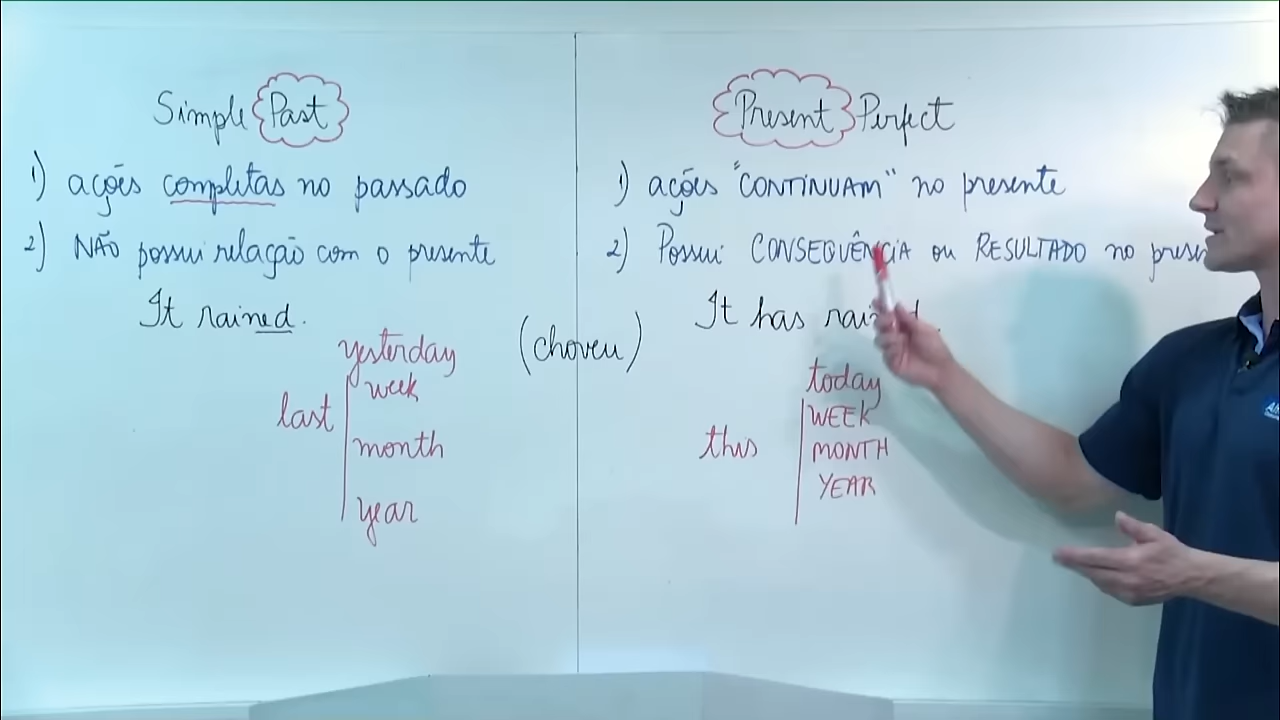 Simple Past
1) ações completas no passado
2) NÃO possui relação com o presente
It rained.
yesterday
last
week
month
year
(choveu)
Present Perfect
1) ações "CONTINUAM" no presente
2) Possui CONSEQUÊNCIA ou RESULTADO no
It has
today
this
WEEK
MONTH
YEAR